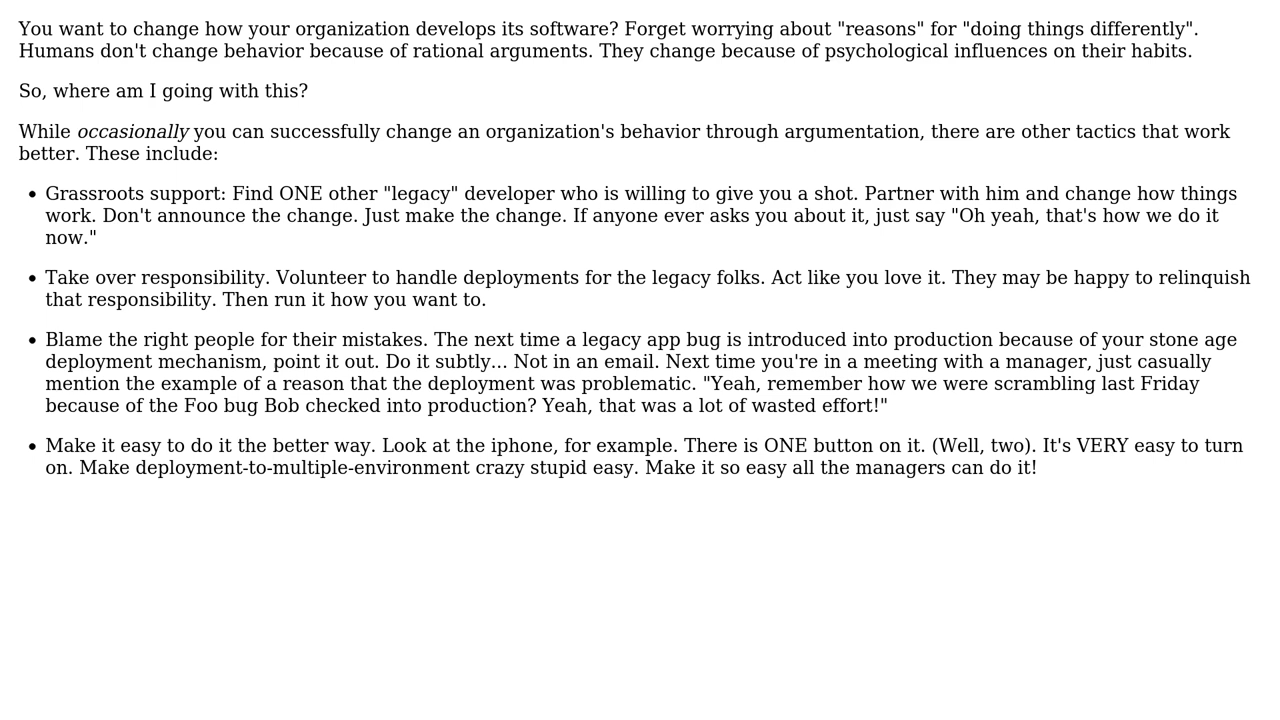 You want to change how your organization develops its software? Forget worrying about "reasons" for "doing things differently".
Humans don't change behavior because of rational arguments. They change because of psychological influences on their habits.
So, where am I going with this?
While occasionally you can successfully change an organization's behavior through argumentation, there are other tactics that work
better. These include:
• Grassroots support: Find ONE other "legacy" developer who is willing to give you a shot. Partner with him and change how things
work. Don't announce the change. Just make the change. If anyone ever asks you about it, just say "Oh yeah, that's how we do it
now."
• Take over responsibility. Volunteer to handle deployments for the legacy folks. Act like you love it. They may be happy to relinquish
that responsibility. Then run it how you want to.
• Blame the right people for their mistakes. The next time a legacy app bug is introduced into production because of your stone age
deployment mechanism, point it out. Do it subtly... Not in an email. Next time you're in a meeting with a manager, just casually
mention the example of a reason that the deployment was problematic. "Yeah, remember how we were scrambling last Friday
because of the Foo bug Bob checked into production? Yeah, that was a lot of wasted effort!"
• Make it easy to do it the better way. Look at the iphone, for example. There is ONE button on it. (Well, two). It's VERY easy to turn
on. Make deployment-to-multiple-environment crazy stupid easy. Make it so easy all the managers can do it!